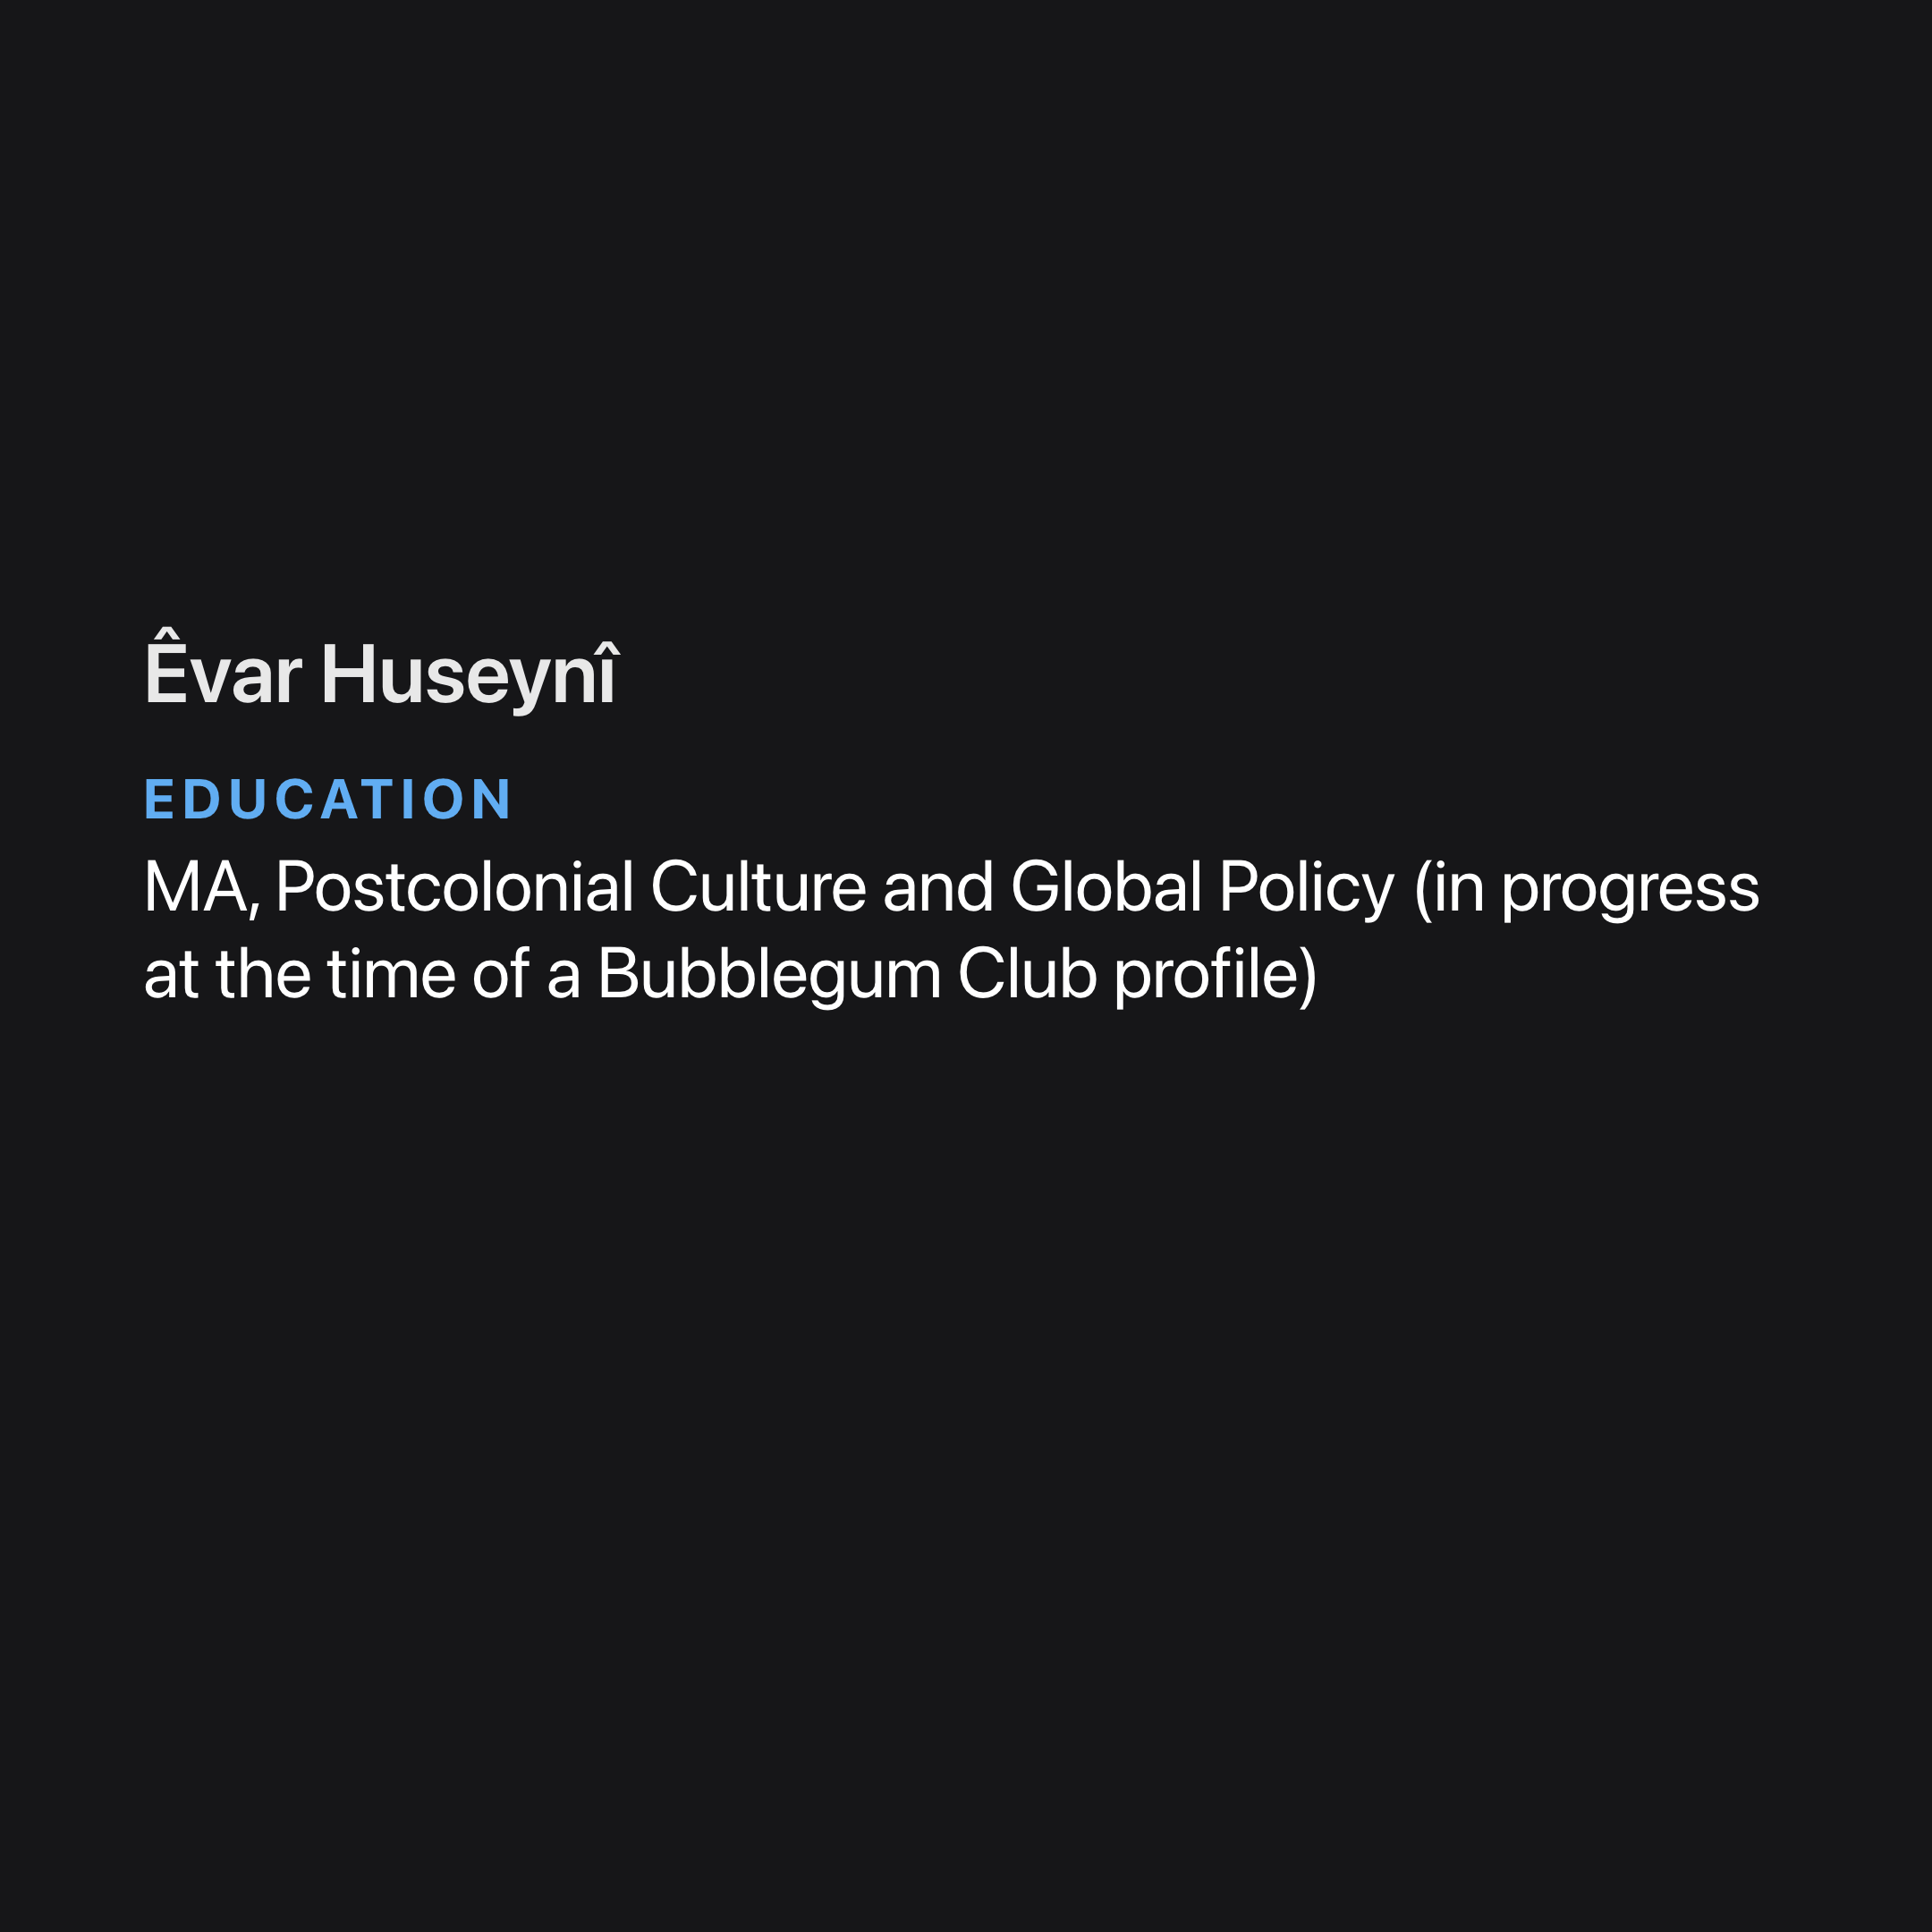 Êvar Huseynî
EDUCATION
MA, Postcolonial Culture and Global Policy (in progress
at the time of a Bubblegum Club profile)